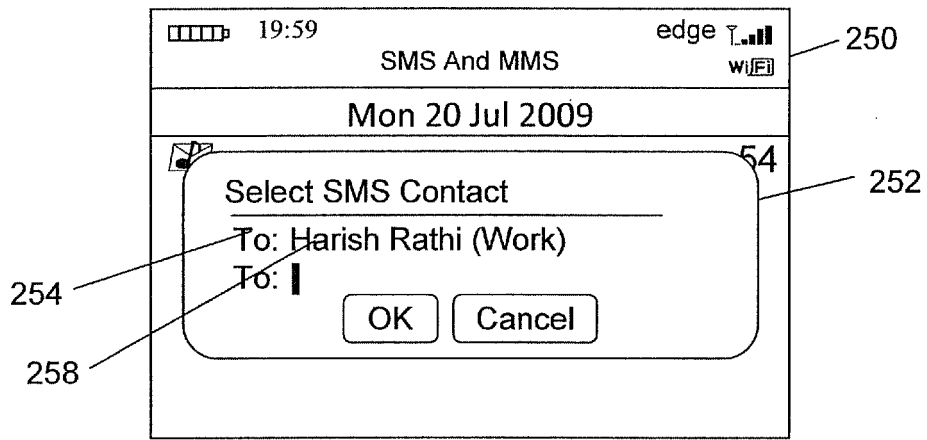 19:59 edge
250
SMS And MMS WiFi
Mon 20 Jul 2009
54
252
Select SMS Contact
To: Harish Rathi (Work)
To:
254
OK Cancel
258